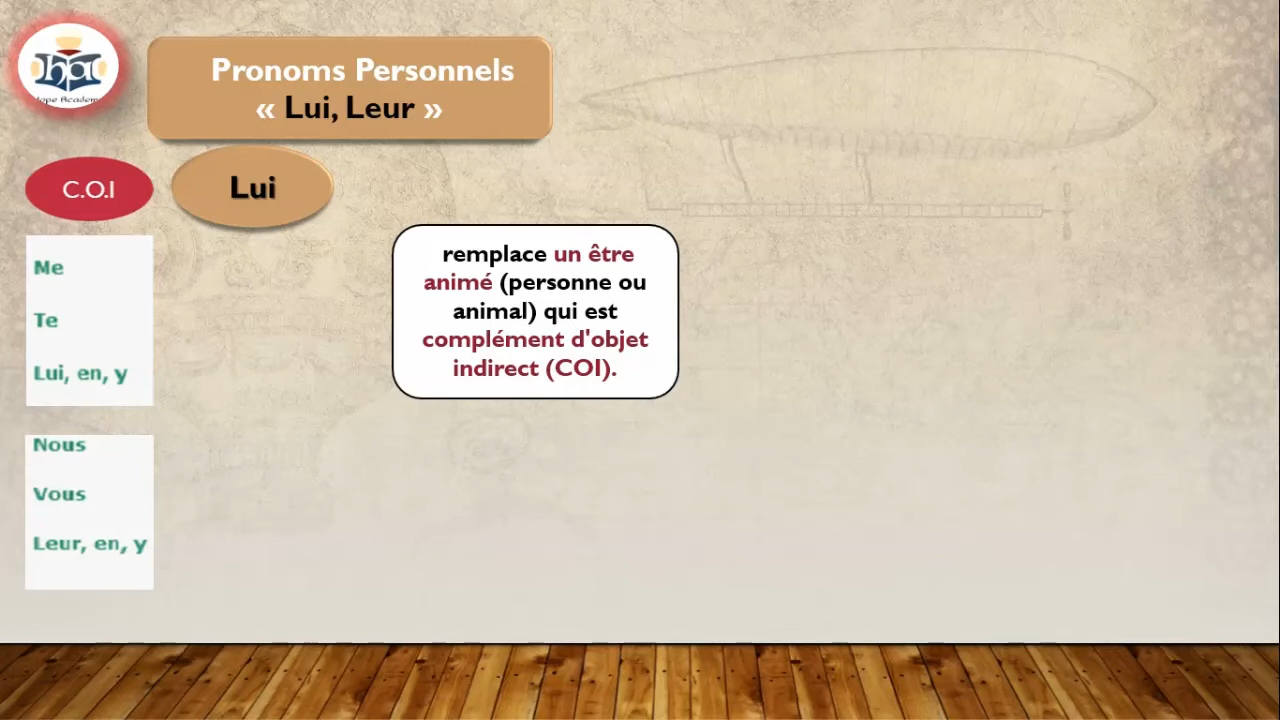 Hope Academy
Pronoms Personnels
« Lui, Leur »
C.O.I
Lui
Me
Te
Lui, en, y
Nous
Vous
Leur, en, y
remplace un être
animé (personne ou
animal) qui est
complément d'objet
indirect (COI).